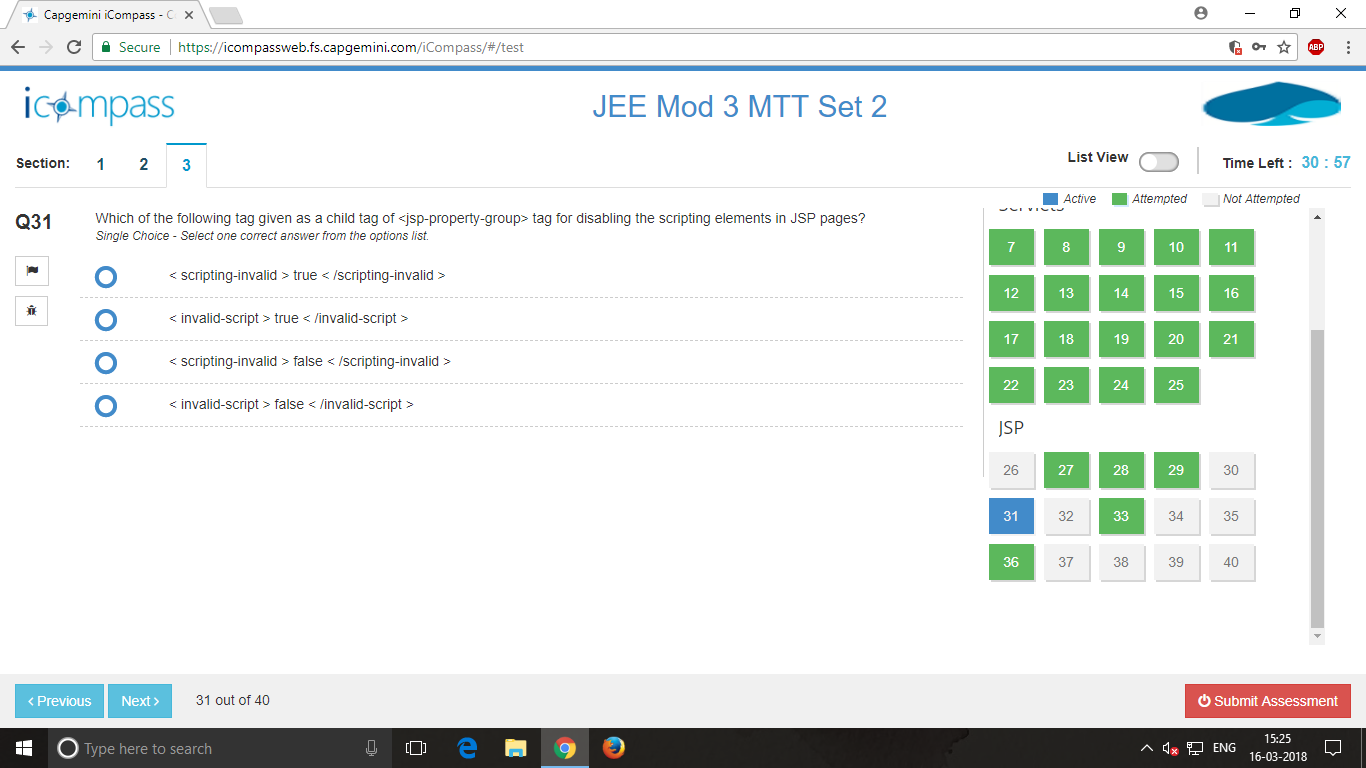 Capgemini iCompass - C
Secure https://icompassweb.fs.capgemini.com/iCompass/#/test
ABP
icompass
JEE Mod 3 MTT Set 2
Section: 1 2 3
List View
Time Left : 30 : 57
Active Attempted Not Attempted
Q31
Which of the following tag given as a child tag of <jsp-property-group> tag for disabling the scripting elements in JSP pages?
Single Choice - Select one correct answer from the options list.
< scripting-invalid > true < /scripting-invalid >
< invalid-script > true < /invalid-script >
< scripting-invalid > false < /scripting-invalid >
< invalid-script > false < /invalid-script >
Servlets
7 8 9 10 11
12 13 14 15 16
17 18 19 20 21
22 23 24 25
JSP
26 27 28 29 30
31 32 33 34 35
36 37 38 39 40
Previous Next 31 out of 40
Submit Assessment
Type here to search
ENG
15:25
16-03-2018